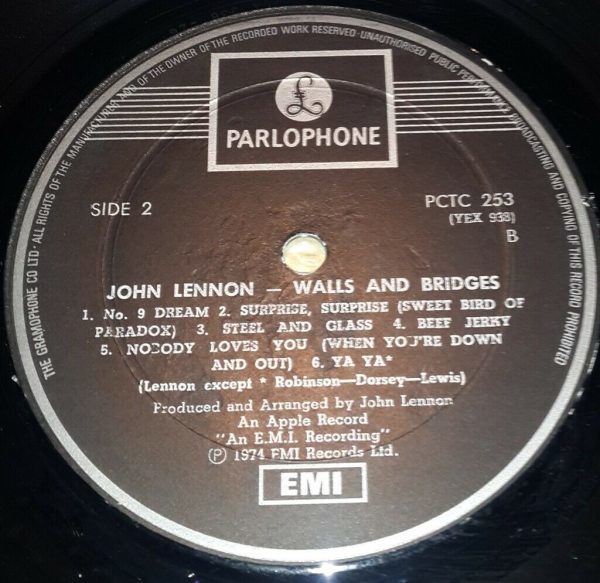 THE GRAMOPHONE CO LTD · ALL RIGHTS OF THE MANUFACTURER AND OF THE OWNER OF THE RECORDED WORK RESERVED · UNAUTHORISED PUBLIC PERFORMANCE BROADCASTING AND COPYING OF THIS RECORD PROHIBITED
£
PARLOPHONE
SIDE 2
PCTC 253
(YEX 938)
B
JOHN LENNON — WALLS AND BRIDGES
1. No. 9 DREAM 2. SURPRISE, SURPRISE (SWEET BIRD OF
PARADOX) 3. STEEL AND GLASS 4. BEEF JERKY
5. NOBODY LOVES YOU (WHEN YOU'RE DOWN
AND OUT) 6. YA YA*
(Lennon except * Robinson—Dorsey—Lewis)
Produced and Arranged by John Lennon
An Apple Record
"An E.M.I. Recording"
Ⓟ 1974 EMI Records Ltd.
EMI